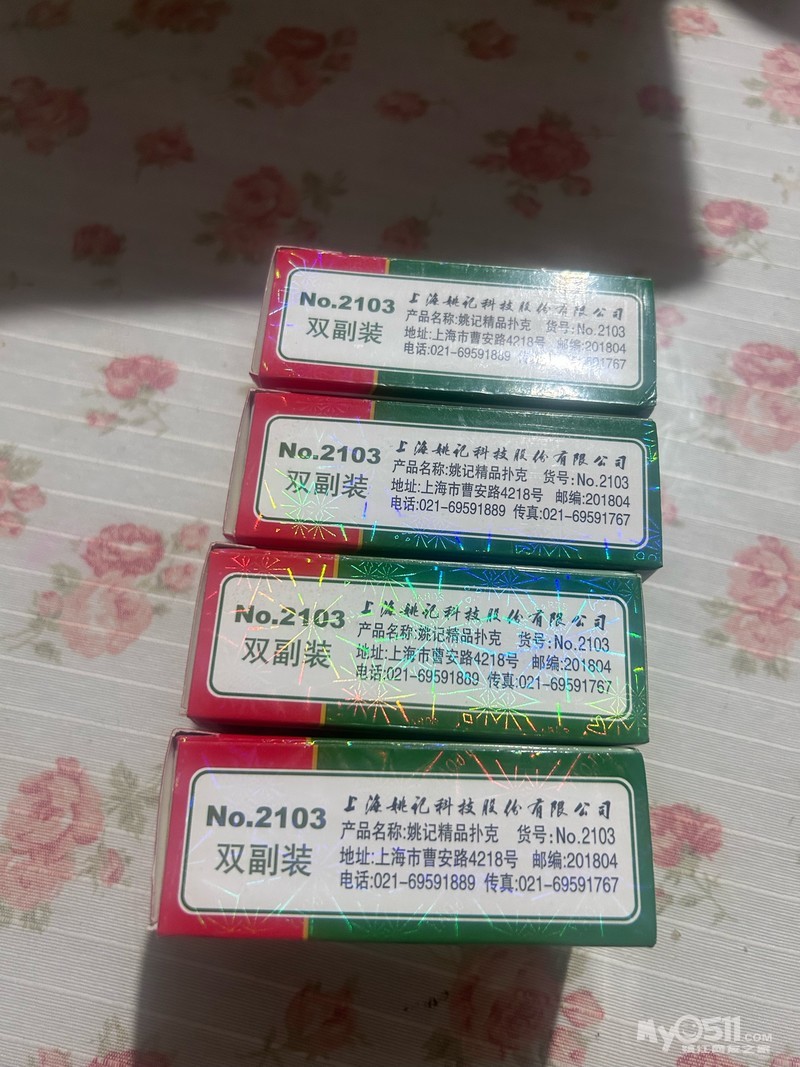 No.2103
双副装
上海姚记科技股份有限公司
产品名称:姚记精品扑克 货号:No.2103
地址:上海市曹安路4218号 邮编:201804
电话:021-69591889 传真:021-69591767
No.2103
双副装
上海姚记科技股份有限公司
产品名称:姚记精品扑克 货号:No.2103
地址:上海市曹安路4218号 邮编:201804
电话:021-69591889 传真:021-69591767
No.2103
双副装
上海姚记科技股份有限公司
产品名称:姚记精品扑克 货号:No.2103
地址:上海市曹安路4218号 邮编:201804
电话:021-69591889 传真:021-69591767
No.2103
双副装
上海姚记科技股份有限公司
产品名称:姚记精品扑克 货号:No.2103
地址:上海市曹安路4218号 邮编:201804
电话:021-69591889 传真:021-69591767
MY0511.COM
镇江网友之家